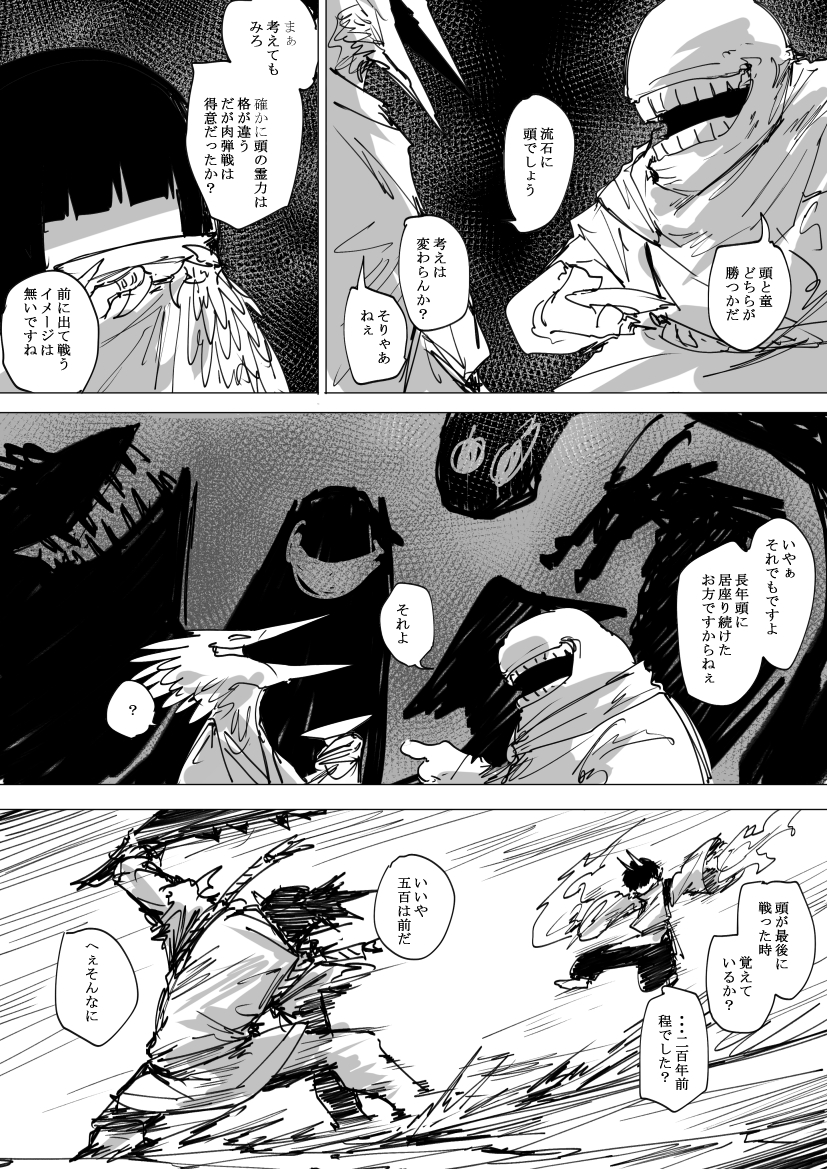 頭と童
どちらが
勝つかだ
流石に
頭でしょう
考えは
変わらんか？
そりゃあ
ねぇ
まぁ
考えても
みろ
確かに頭の霊力は
格が違う
だが肉弾戦は
得意だったか？
前に出て戦う
イメージは
無いですね
いやぁ
それでもですよ
長年頭に
居座り続けた
お方ですからねぇ
それよ
？
頭が最後に
戦った時
覚えて
いるか？
・・・二百年前
程でした？
いいや
五百は前だ
へぇそんなに